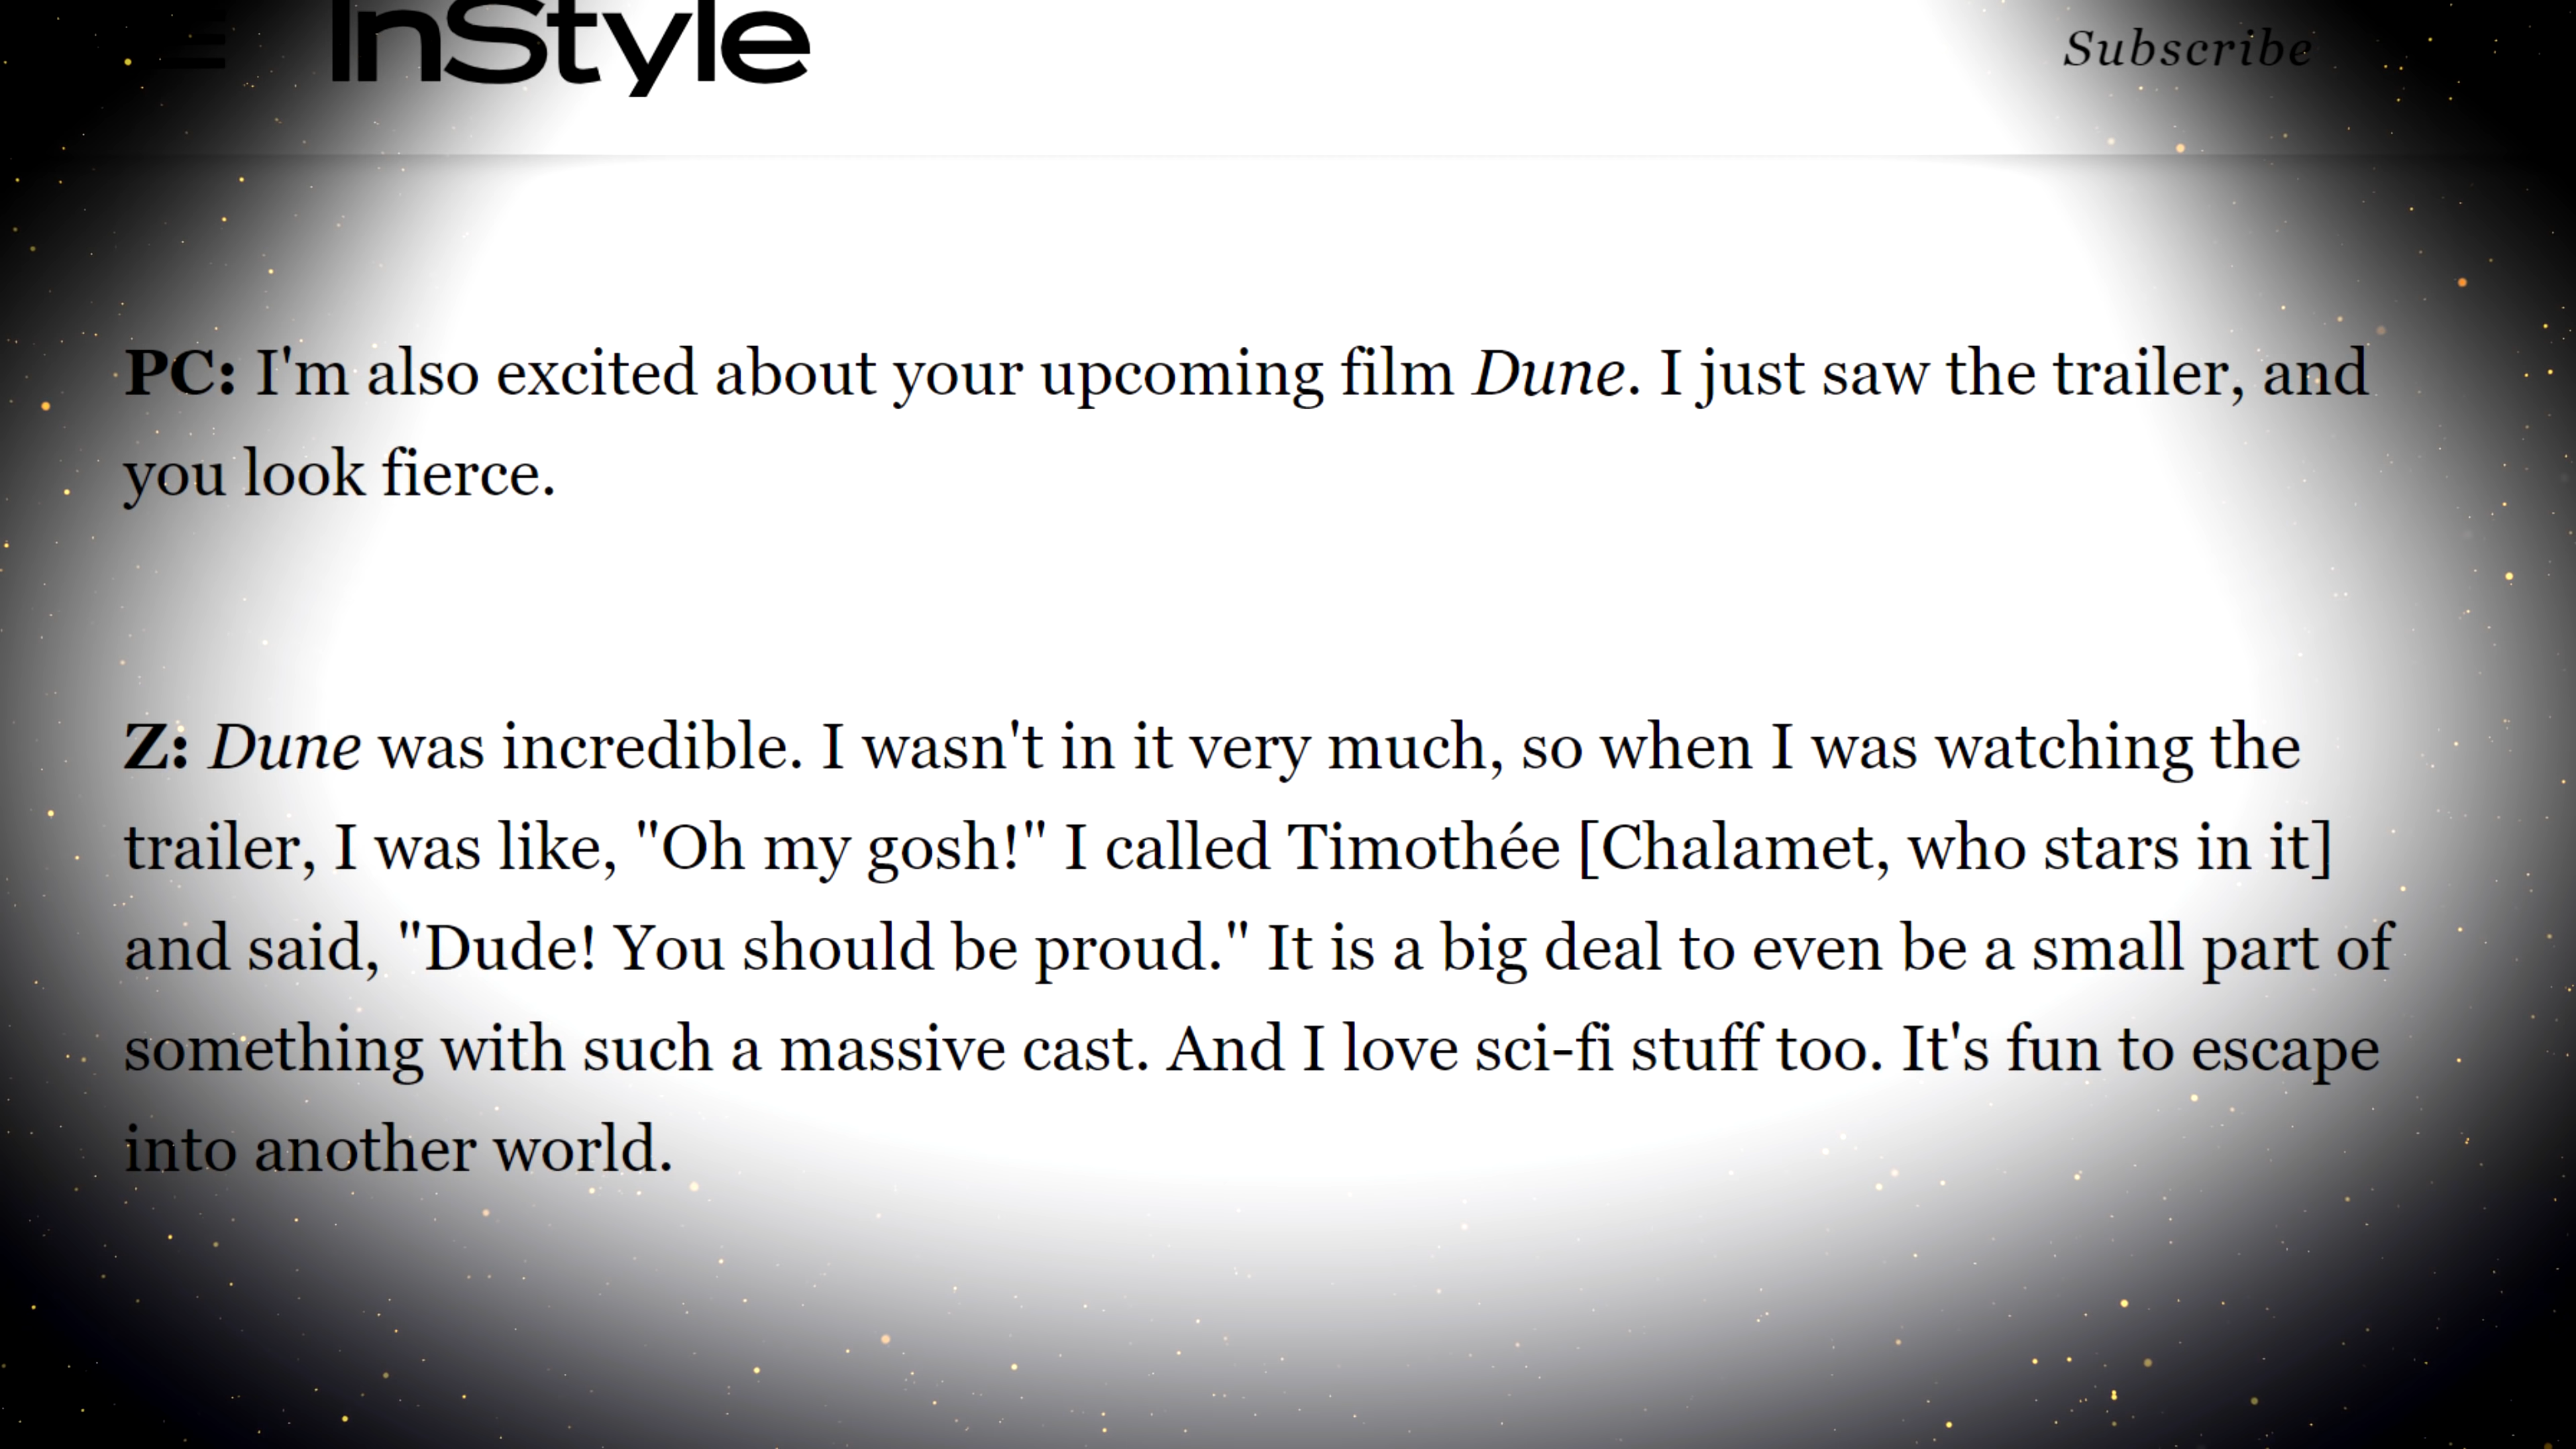 InStyle
Subscribe
PC: I'm also excited about your upcoming film Dune. I just saw the trailer, and
you look fierce.
Z: Dune was incredible. I wasn't in it very much, so when I was watching the
trailer, I was like, "Oh my gosh!" I called Timothée [Chalamet, who stars in it]
and said, "Dude! You should be proud." It is a big deal to even be a small part of
something with such a massive cast. And I love sci-fi stuff too. It's fun to escape
into another world.